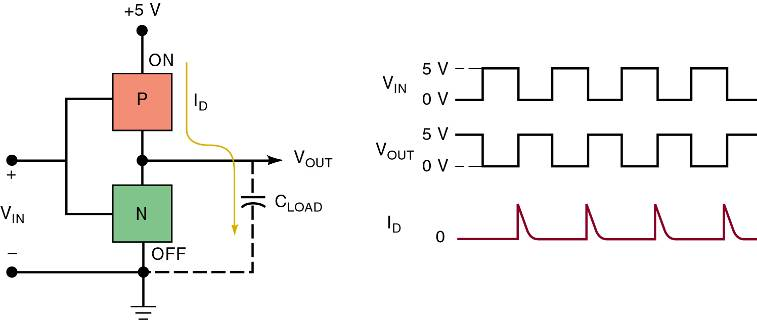 +5 V
ON
P
I_D
V_OUT
+
V_IN
N
C_LOAD
–
OFF
V_IN
5 V
0 V
V_OUT
5 V
0 V
I_D
0